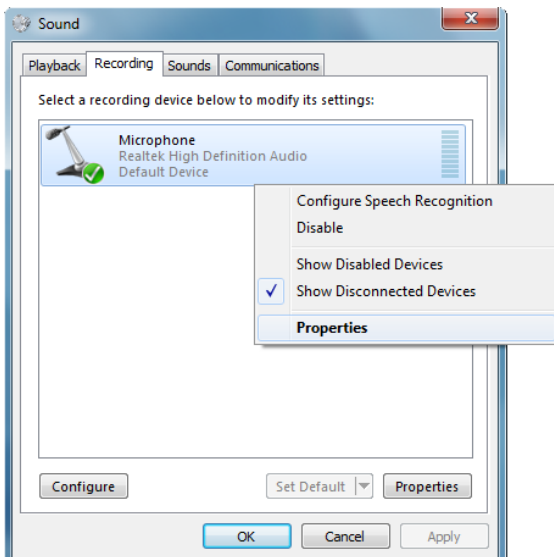 Sound
Playback Recording Sounds Communications
Select a recording device below to modify its settings:
Microphone
Realtek High Definition Audio
Default Device
Configure Speech Recognition
Disable
Show Disabled Devices
Show Disconnected Devices
Properties
Configure Set Default Properties
OK Cancel Apply